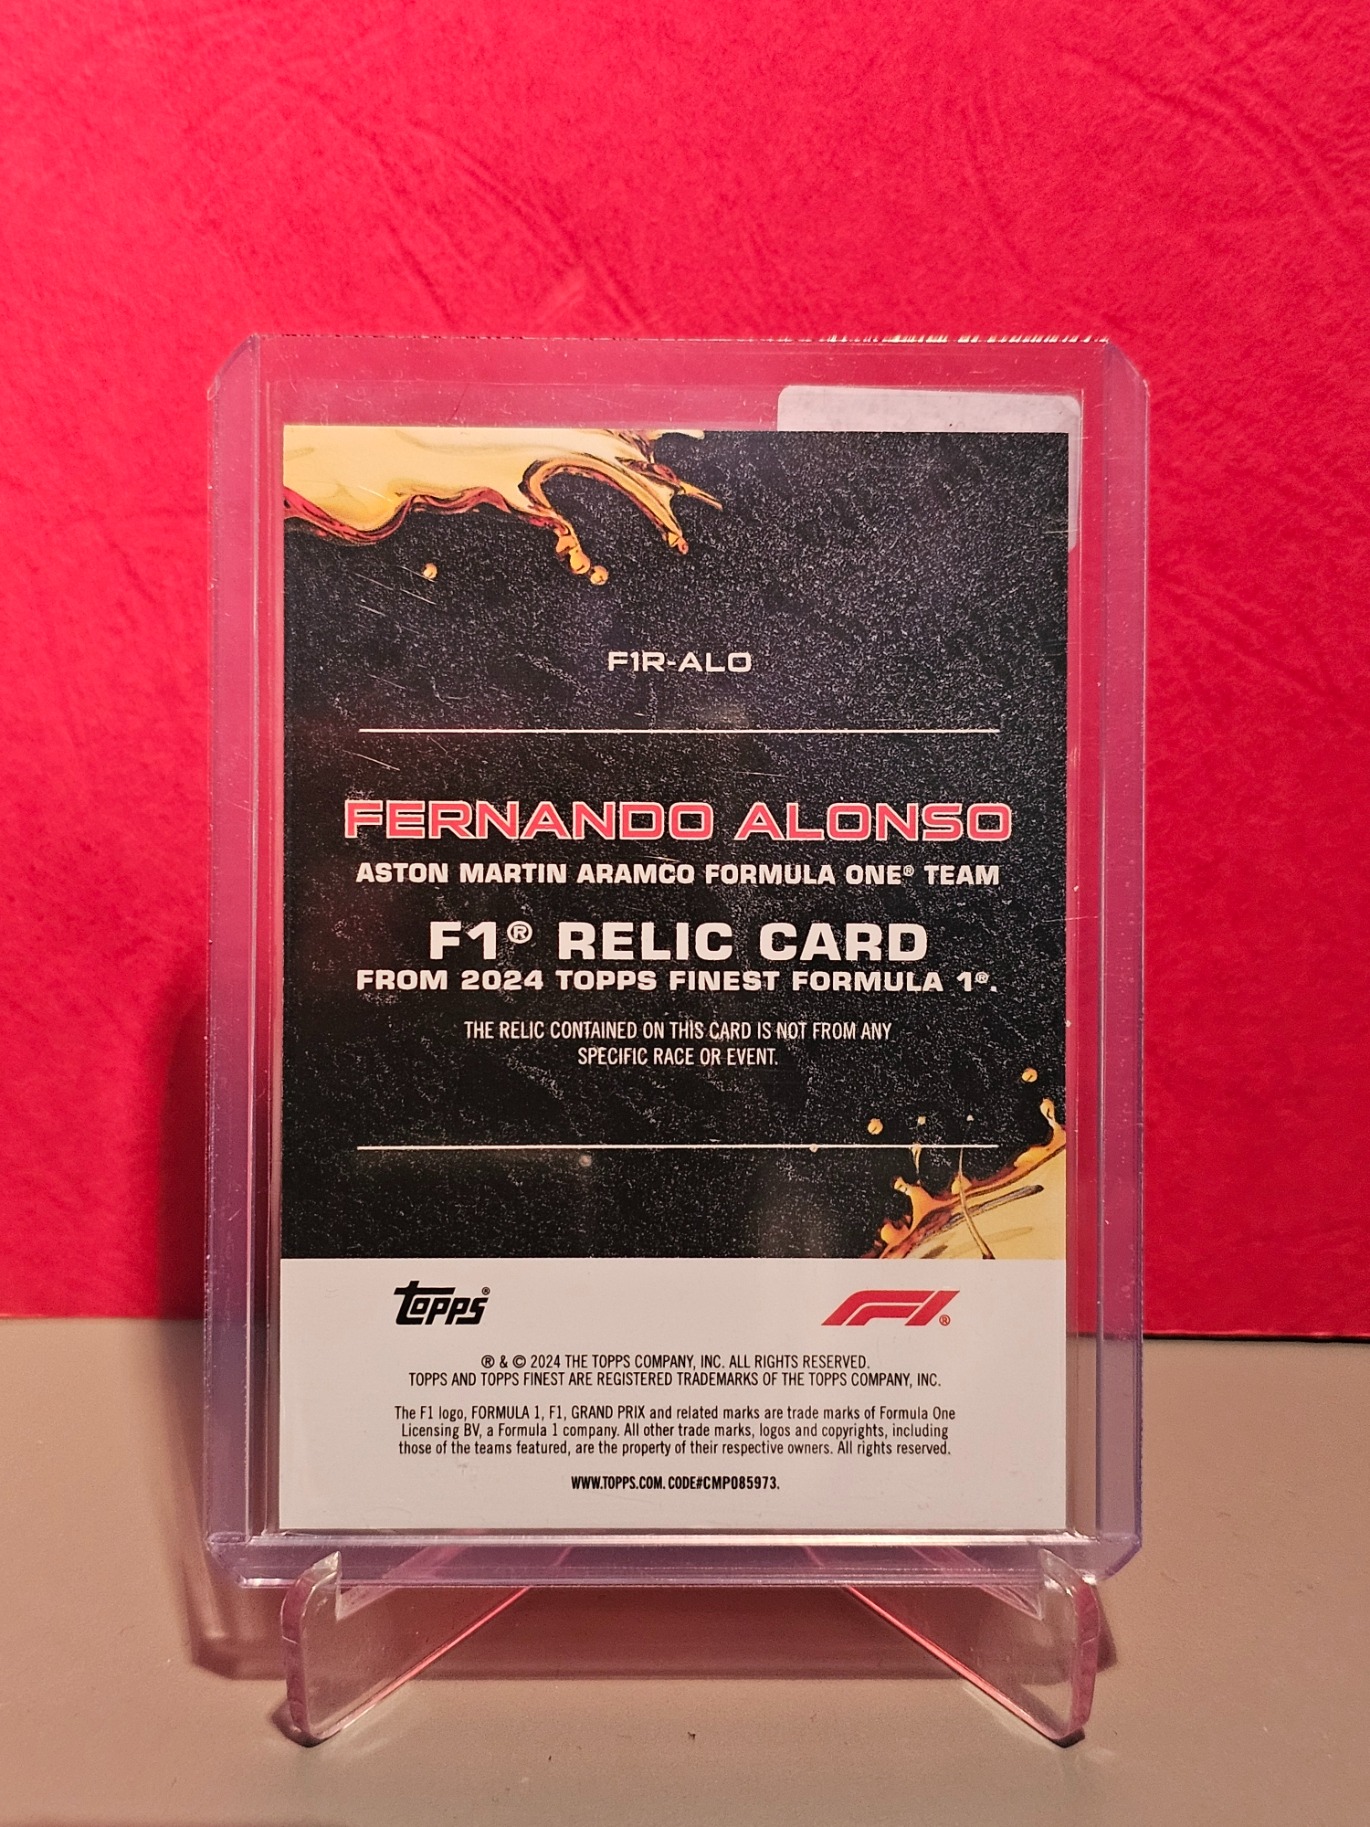 F1R-ALO
FERNANDO ALONSO
ASTON MARTIN ARAMCO FORMULA ONE® TEAM
F1® RELIC CARD
FROM 2024 TOPPS FINEST FORMULA 1®.
THE RELIC CONTAINED ON THIS CARD IS NOT FROM ANY
SPECIFIC RACE OR EVENT.
Topps® F1®
® & © 2024 THE TOPPS COMPANY, INC. ALL RIGHTS RESERVED.
TOPPS AND TOPPS FINEST ARE REGISTERED TRADEMARKS OF THE TOPPS COMPANY, INC.
The F1 logo, FORMULA 1, F1, GRAND PRIX and related marks are trade marks of Formula One
Licensing BV, a Formula 1 company. All other trade marks, logos and copyrights, including
those of the teams featured, are the property of their respective owners. All rights reserved.
WWW.TOPPS.COM. CODE#CMP085973.